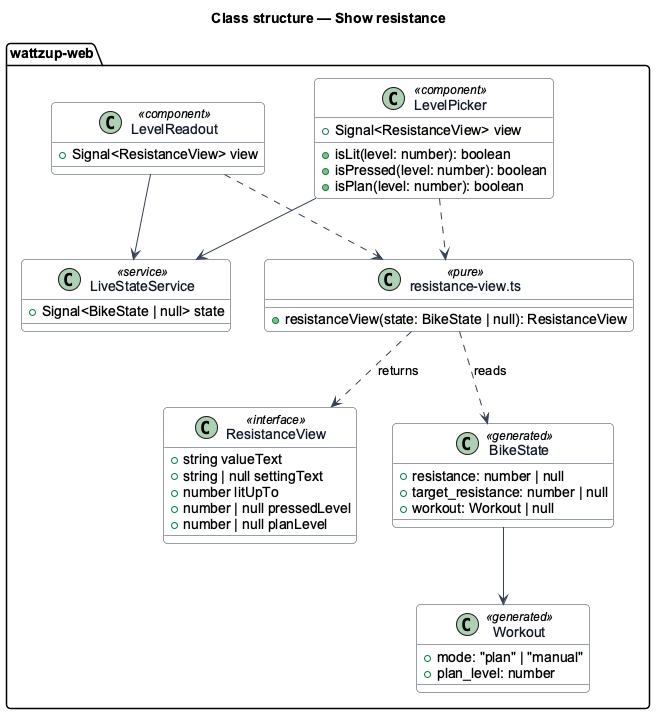 Class structure — Show resistance
wattzup-web
C
«component»
LevelReadout
Signal<ResistanceView> view
C
«component»
LevelPicker
Signal<ResistanceView> view
isLit(level: number): boolean
isPressed(level: number): boolean
isPlan(level: number): boolean
C
«service»
LiveStateService
Signal<BikeState | null> state
C
«pure»
resistance-view.ts
resistanceView(state: BikeState | null): ResistanceView
returns
reads
C
«interface»
ResistanceView
string valueText
string | null settingText
number litUpTo
number | null pressedLevel
number | null planLevel
C
«generated»
BikeState
resistance: number | null
target_resistance: number | null
workout: Workout | null
C
«generated»
Workout
mode: "plan" | "manual"
plan_level: number